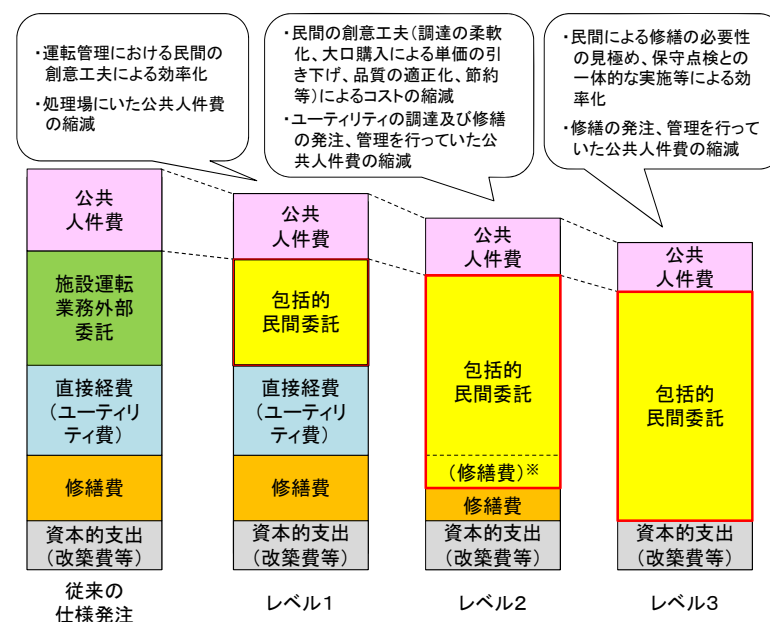 ・運転管理における民間の
創意工夫による効率化
・処理場にいた公共人件費
の縮減
・民間の創意工夫（調達の柔軟
化、大口購入による単価の引
き下げ、品質の適正化、節約
等）によるコストの縮減
・ユーティリティの調達及び修繕
の発注、管理を行っていた公
共人件費の縮減
・民間による修繕の必要性
の見極め、保守点検との
一体的な実施等による効
率化
・修繕の発注、管理を行って
いた公共人件費の縮減
公共
人件費
施設運転
業務外部
委託
直接経費
（ユーティリ
ティ費）
修繕費
資本的支出
（改築費等）
従来の
仕様発注
公共
人件費
包括的
民間委託
直接経費
（ユーティリ
ティ費）
修繕費
資本的支出
（改築費等）
レベル１
公共
人件費
包括的
民間委託
（修繕費）※
修繕費
資本的支出
（改築費等）
レベル２
公共
人件費
包括的
民間委託
資本的支出
（改築費等）
レベル３